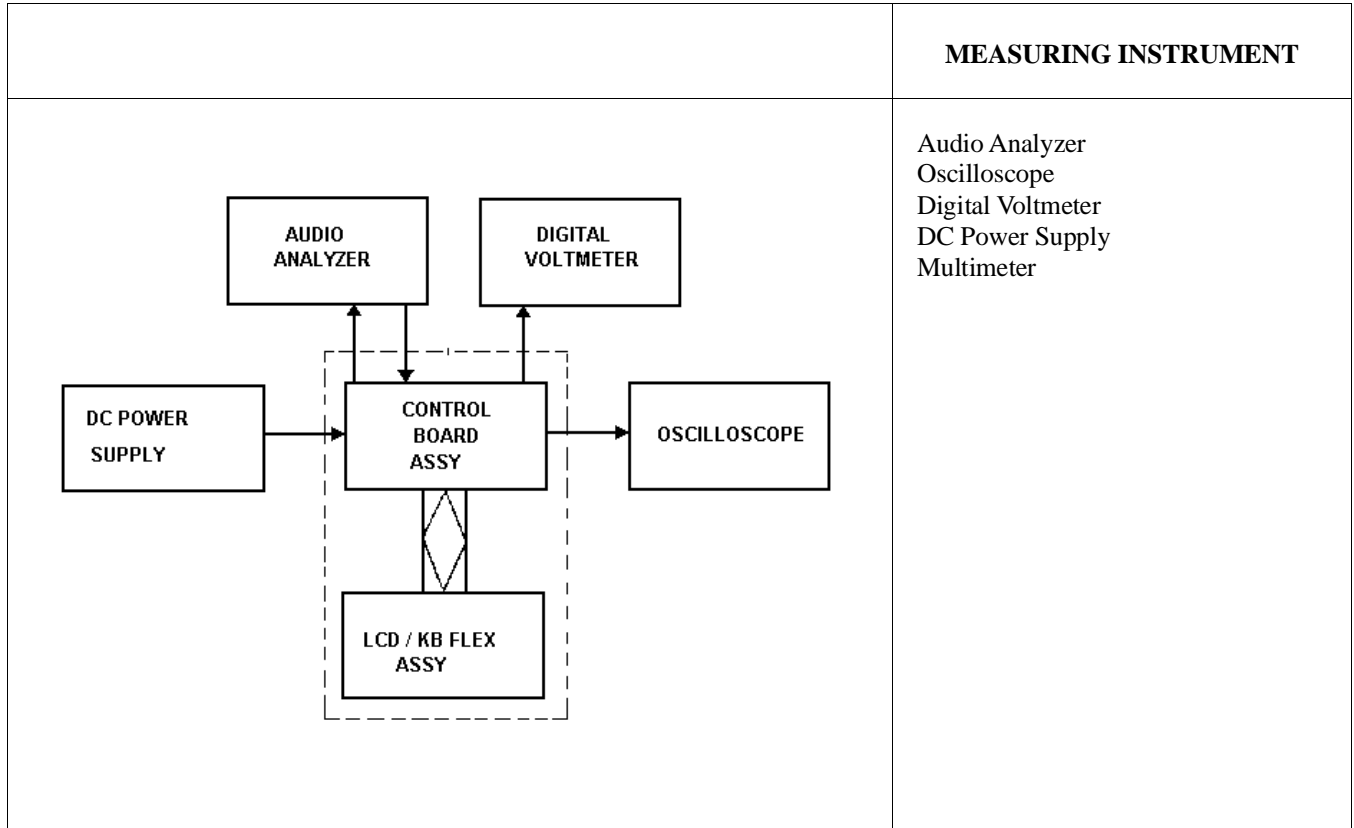 MEASURING INSTRUMENT
Audio Analyzer
Oscilloscope
Digital Voltmeter
DC Power Supply
Multimeter
AUDIO
ANALYZER
DIGITAL
VOLTMETER
DC POWER
SUPPLY
CONTROL
BOARD
ASSY
OSCILLOSCOPE
LCD / KB FLEX
ASSY